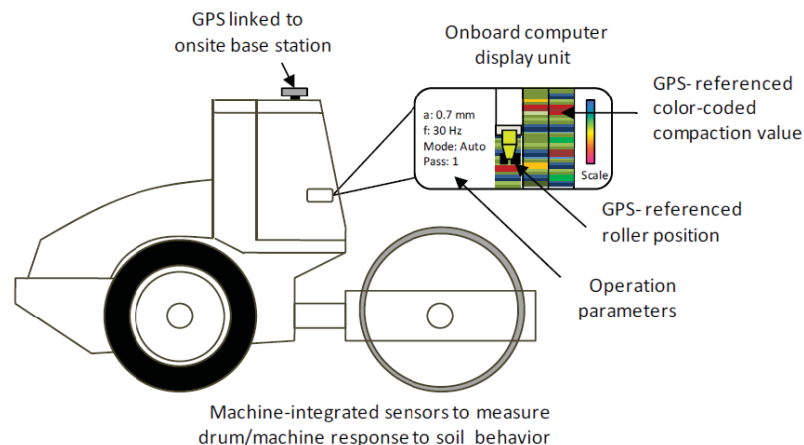 GPS linked to
onsite base station
Onboard computer
display unit
GPS- referenced
color-coded
compaction value
a: 0.7 mm
f: 30 Hz
Mode: Auto
Pass: 1
Scale
GPS- referenced
roller position
Operation
parameters
Machine-integrated sensors to measure
drum/machine response to soil behavior